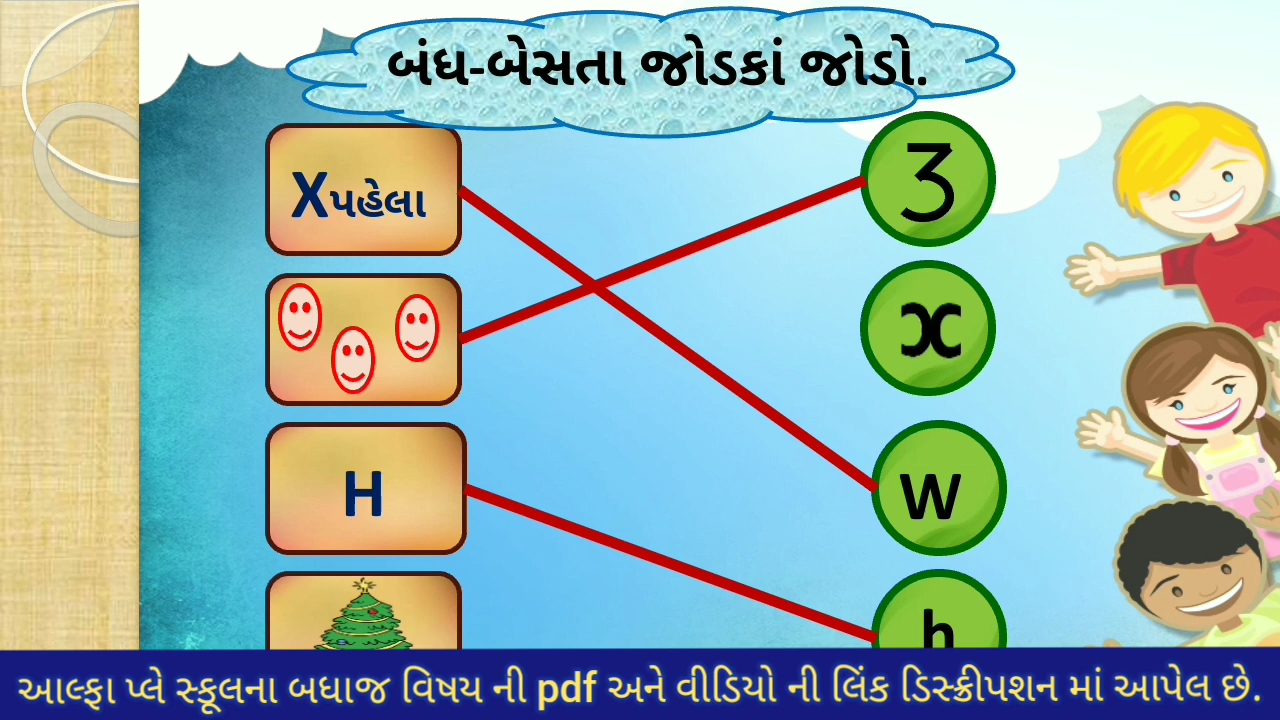 બંધ-બેસતા જોડકાં જોડો.
Xપહેલા
3
x
W
H
h
આલ્ફા પ્લે સ્કૂલના બધાજ વિષય ની pdf અને વીડિયો ની લિંક ડિસ્ક્રીપશન માં આપેલ છે.